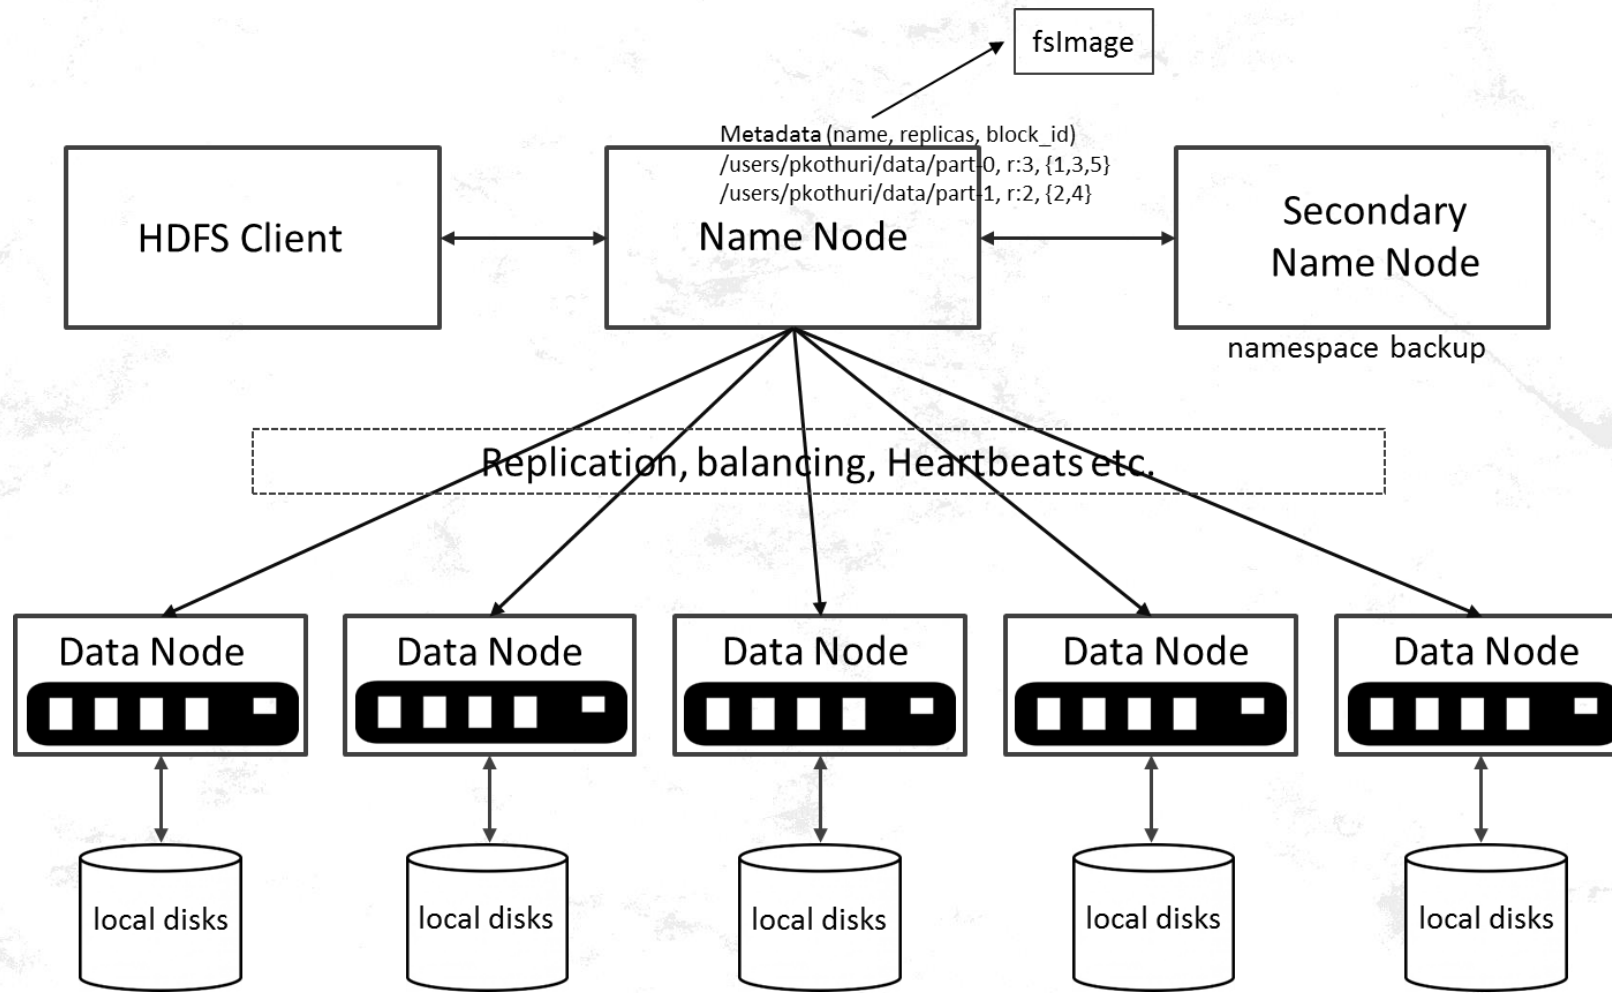 fsImage
Metadata (name, replicas, block_id)
/users/pkothuri/data/part-0, r:3, {1,3,5}
/users/pkothuri/data/part-1, r:2, {2,4}
HDFS Client
Name Node
Secondary
Name Node
namespace backup
Replication, balancing, Heartbeats etc.
Data Node
Data Node
Data Node
Data Node
Data Node
local disks
local disks
local disks
local disks
local disks